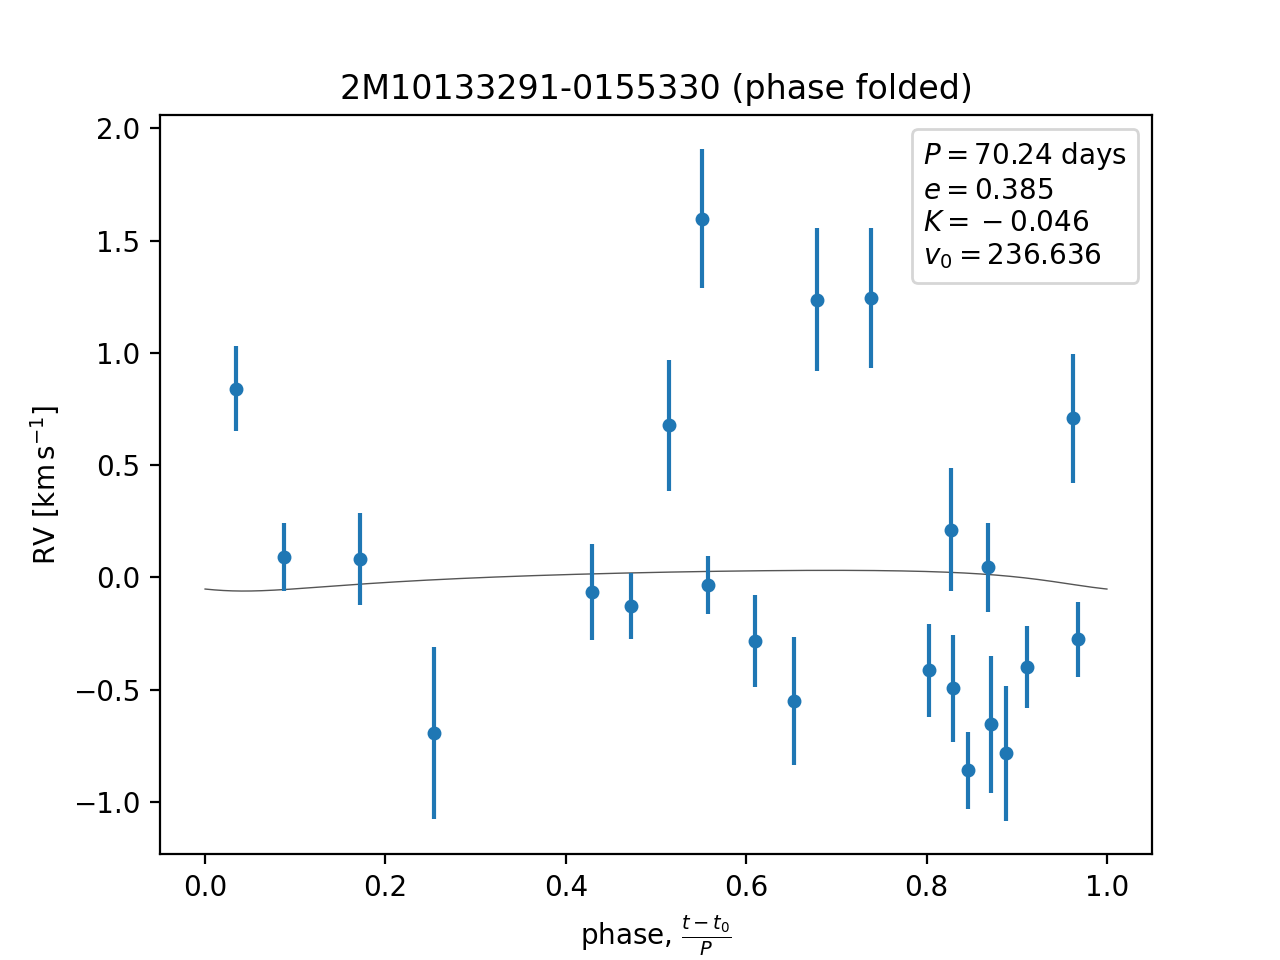 2M10133291-0155330 (phase folded)
P = 70.24 days
e = 0.385
K = −0.046
v₀ = 236.636
RV [km s⁻¹]
2.0
1.5
1.0
0.5
0.0
−0.5
−1.0
0.0 0.2 0.4 0.6 0.8 1.0
phase, (t − t₀)/P